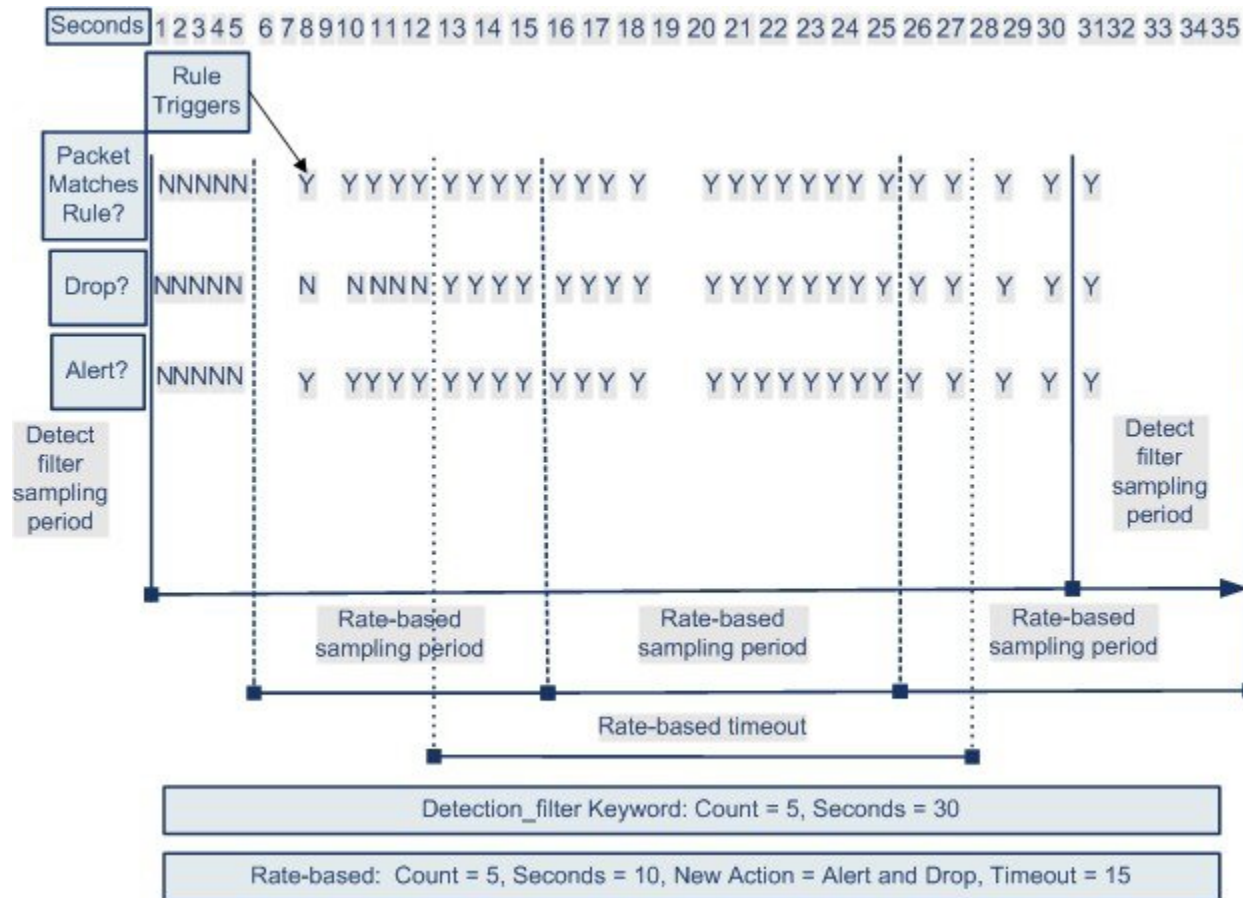 Seconds 1 2 3 4 5 6 7 8 9 10 11 12 13 14 15 16 17 18 19 20 21 22 23 24 25 26 27 28 29 30 31 32 33 34 35
Rule
Triggers
Packet
Matches
Rule?
NNNNN Y Y Y Y Y Y Y Y Y Y Y Y Y Y Y Y Y Y Y Y Y Y Y Y Y Y
Drop?
NNNNN N N N N N Y Y Y Y Y Y Y Y Y Y Y Y Y Y Y Y Y Y Y Y Y
Alert?
NNNNN Y Y Y Y Y Y Y Y Y Y Y Y Y Y Y Y Y Y Y Y Y Y Y Y Y Y
Detect
filter
sampling
period
Detect
filter
sampling
period
Rate-based
sampling period
Rate-based
sampling period
Rate-based
sampling period
Rate-based timeout
Detection_filter Keyword: Count = 5, Seconds = 30
Rate-based: Count = 5, Seconds = 10, New Action = Alert and Drop, Timeout = 15